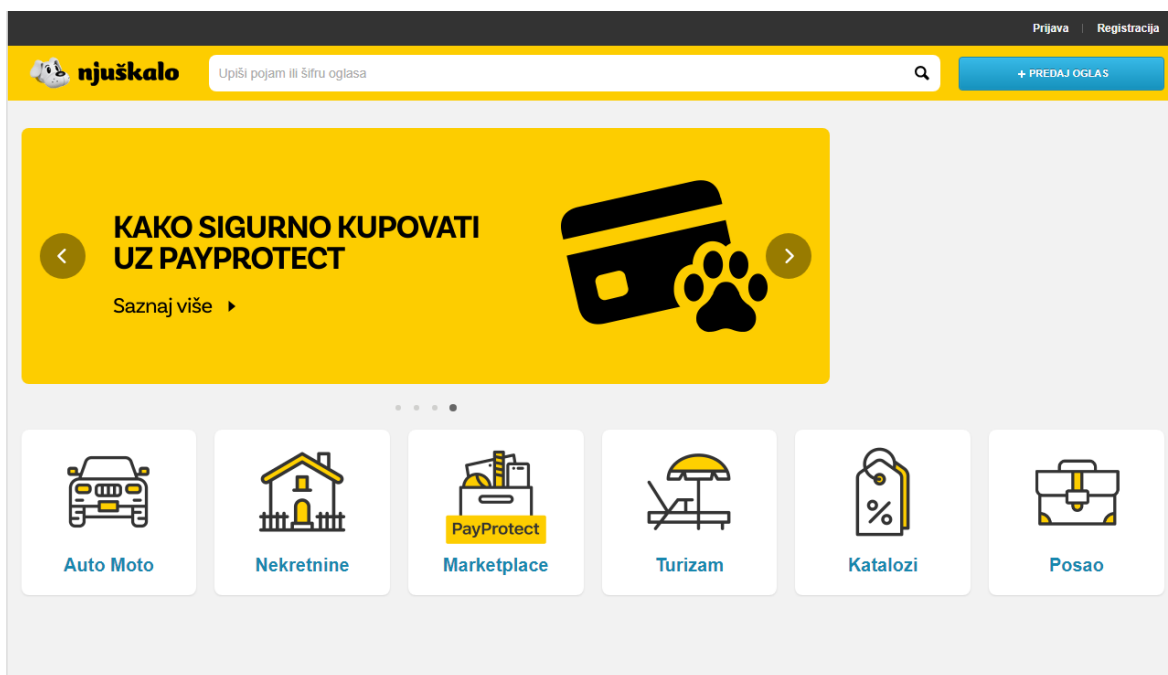 Prijava
Registracija
njuškalo
Upiši pojam ili šifru oglasa
+ PREDAJ OGLAS
KAKO SIGURNO KUPOVATI
UZ PAYPROTECT
Saznaj više
PayProtect
Auto Moto
Nekretnine
Marketplace
Turizam
%
Katalozi
Posao